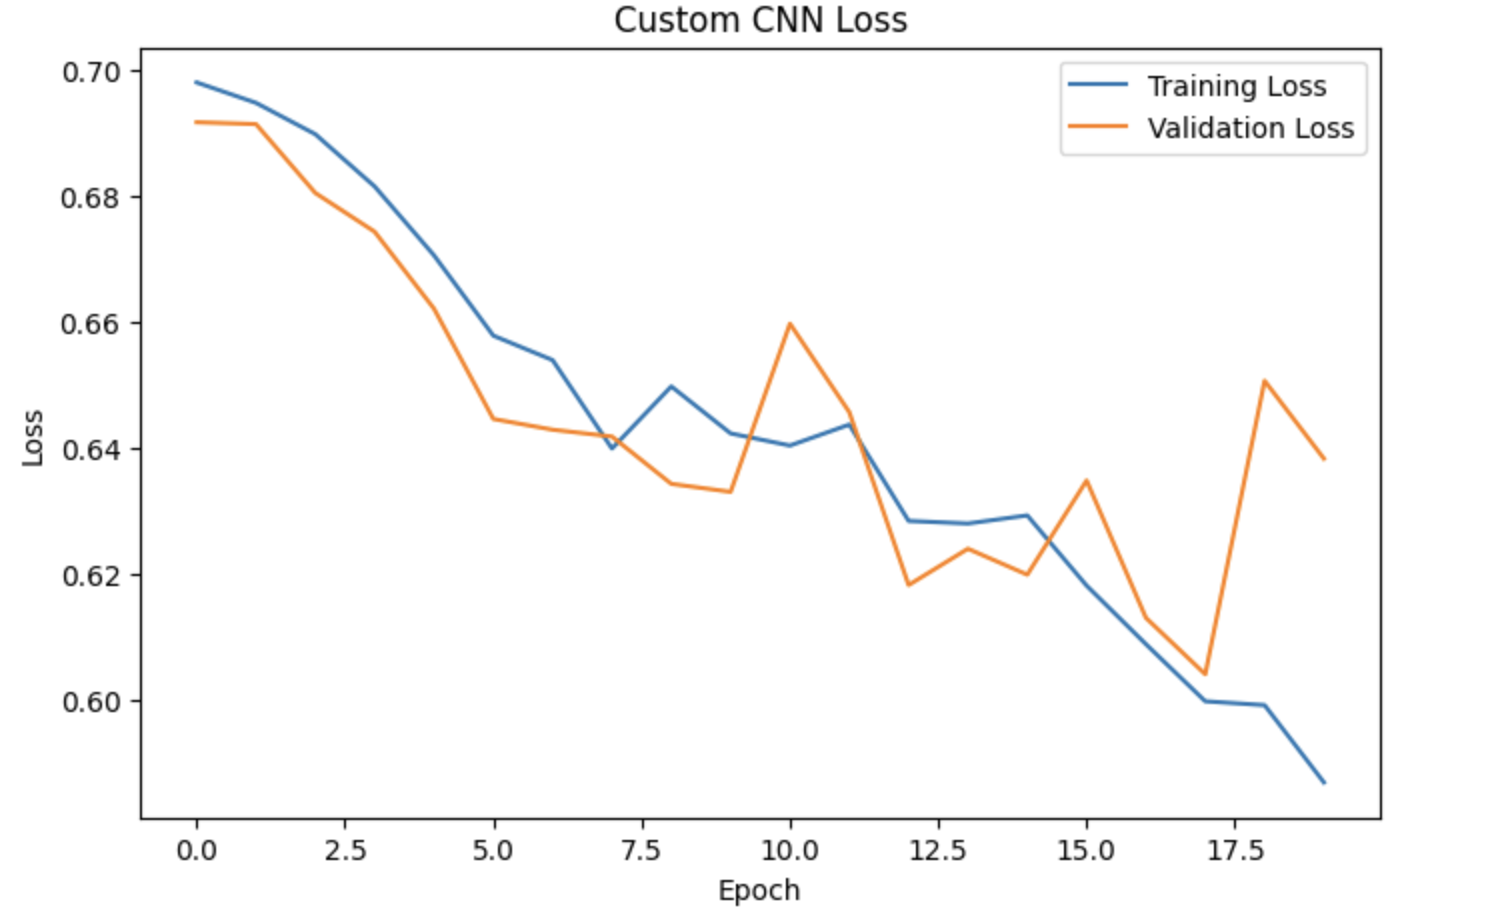 Custom CNN Loss
Training Loss
Validation Loss
0.70
0.68
0.66
0.64
0.62
0.60
Loss
0.0 2.5 5.0 7.5 10.0 12.5 15.0 17.5
Epoch